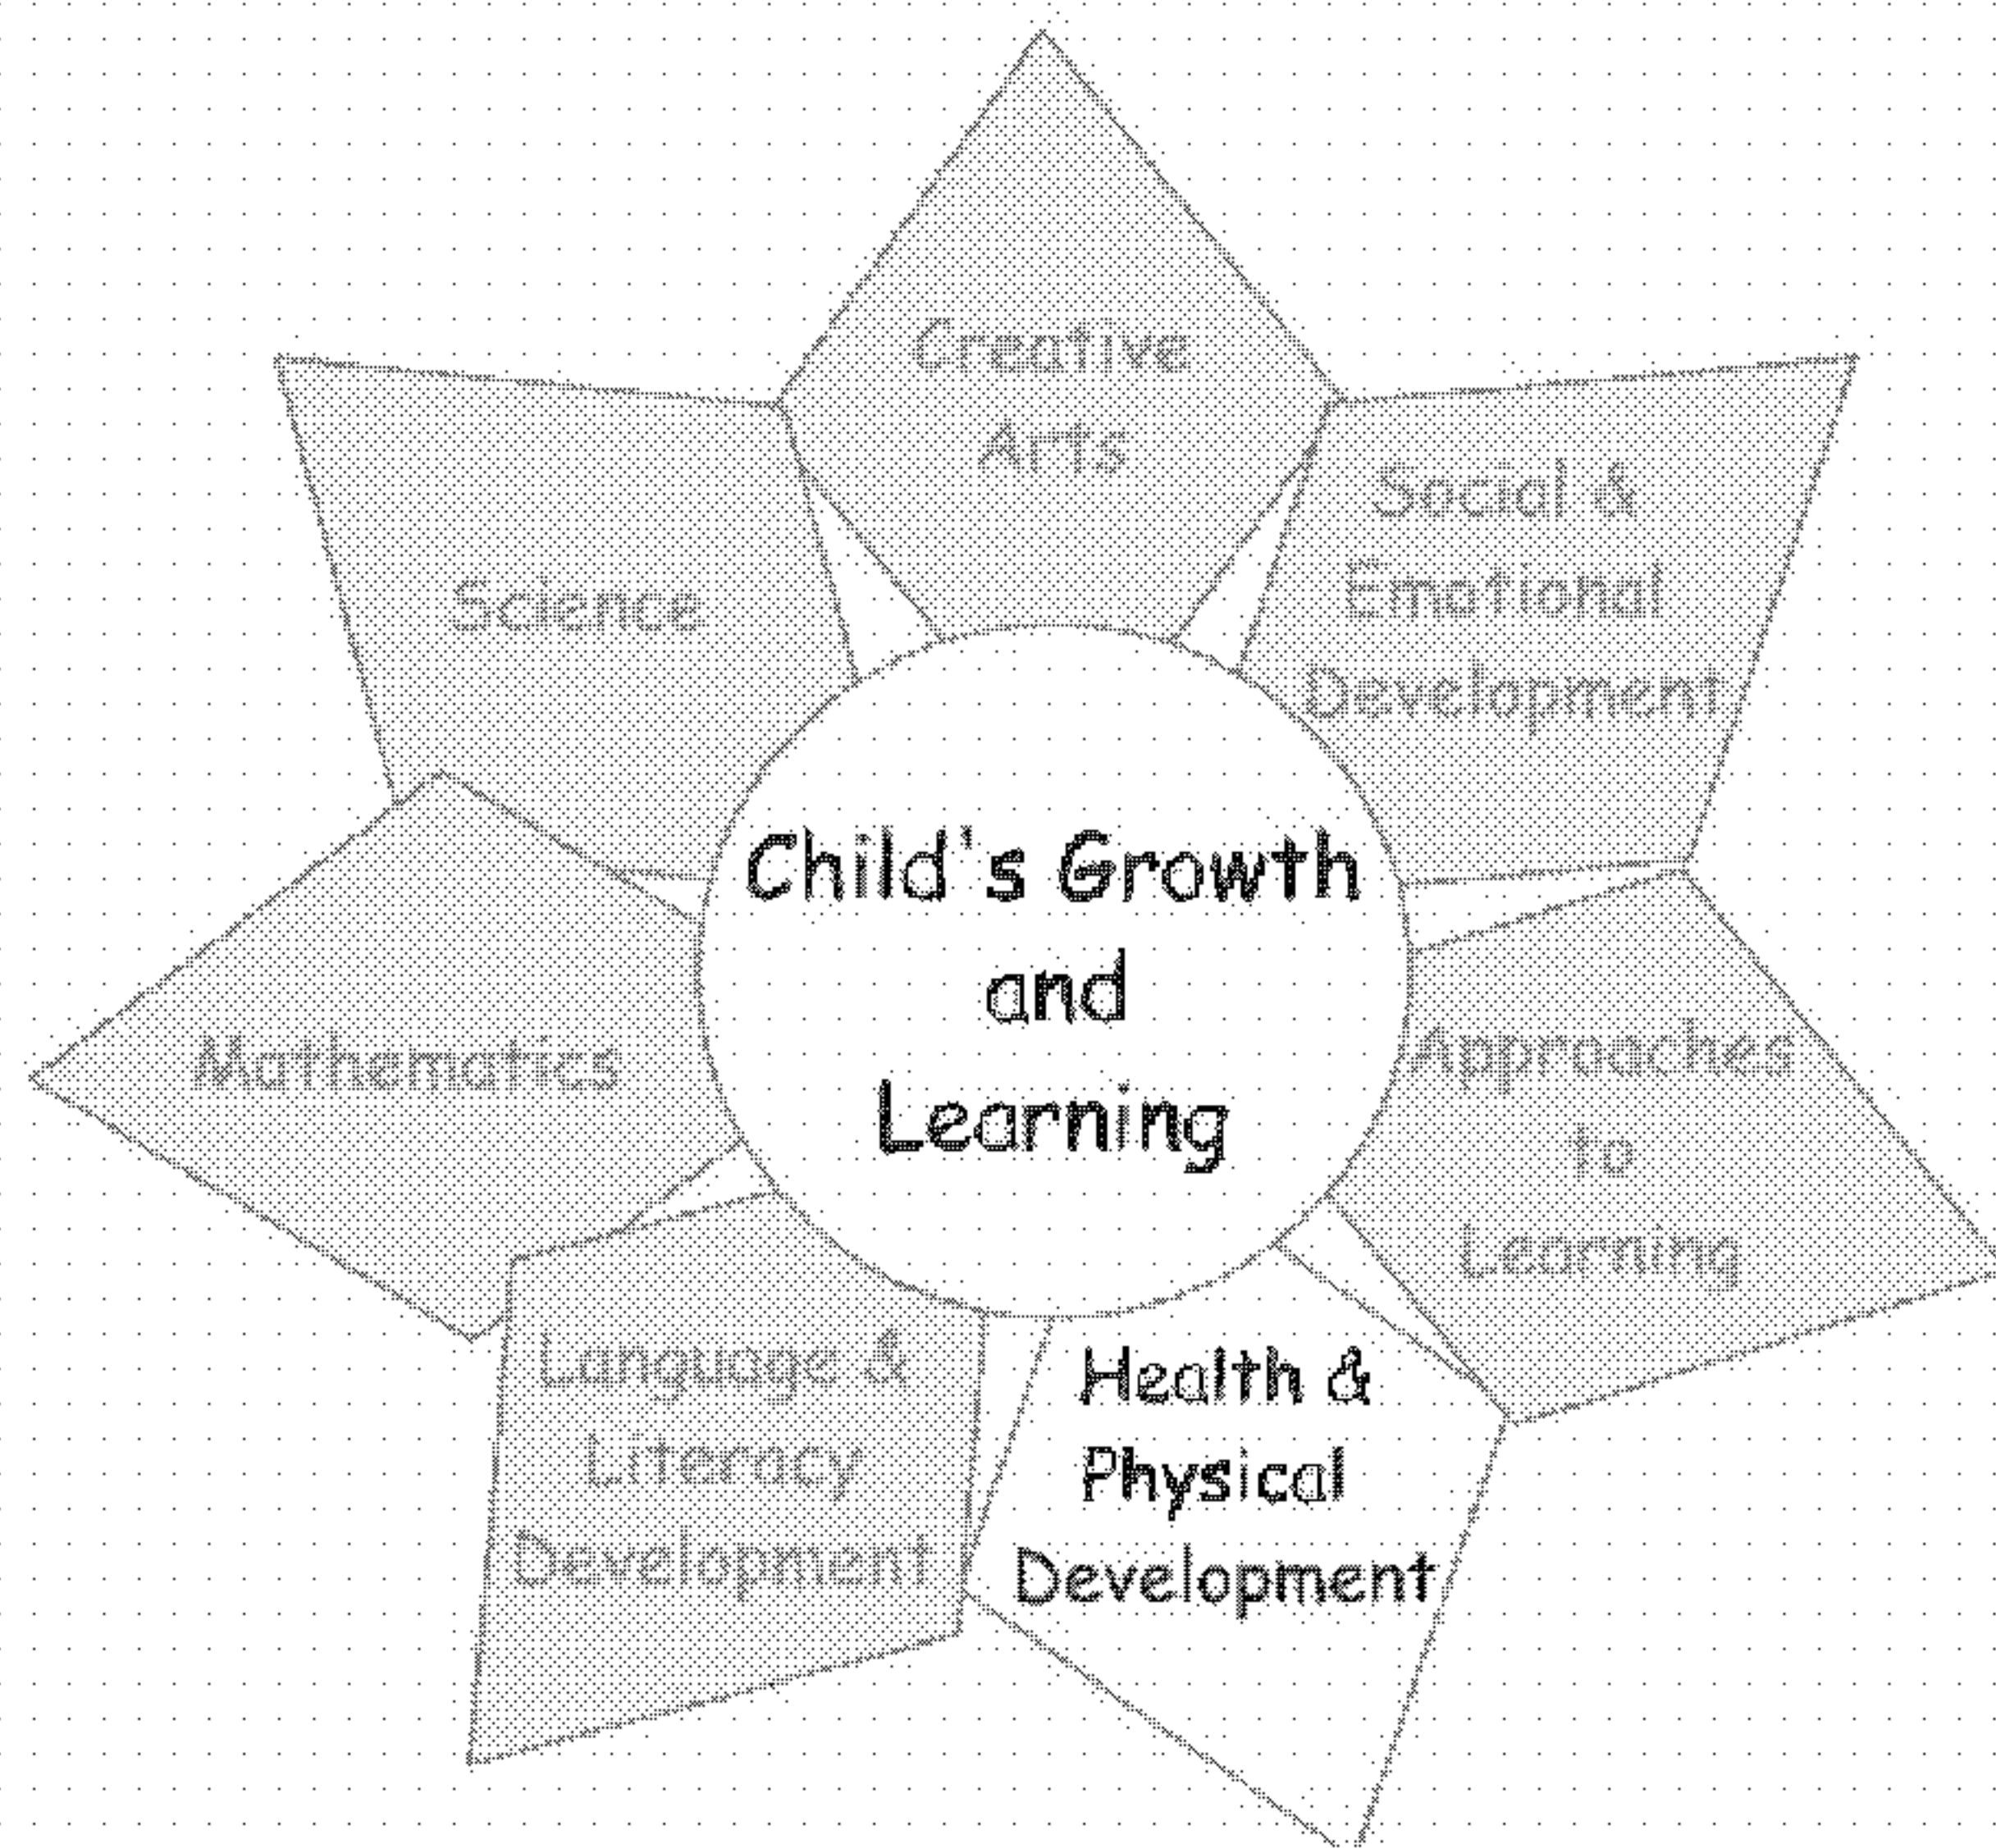 Creative
Arts
Social &
Emotional
Development
Science
Child's Growth
and
Learning
Mathematics
Approaches
to
Learning
Language &
Literacy
Development
Health &
Physical
Development